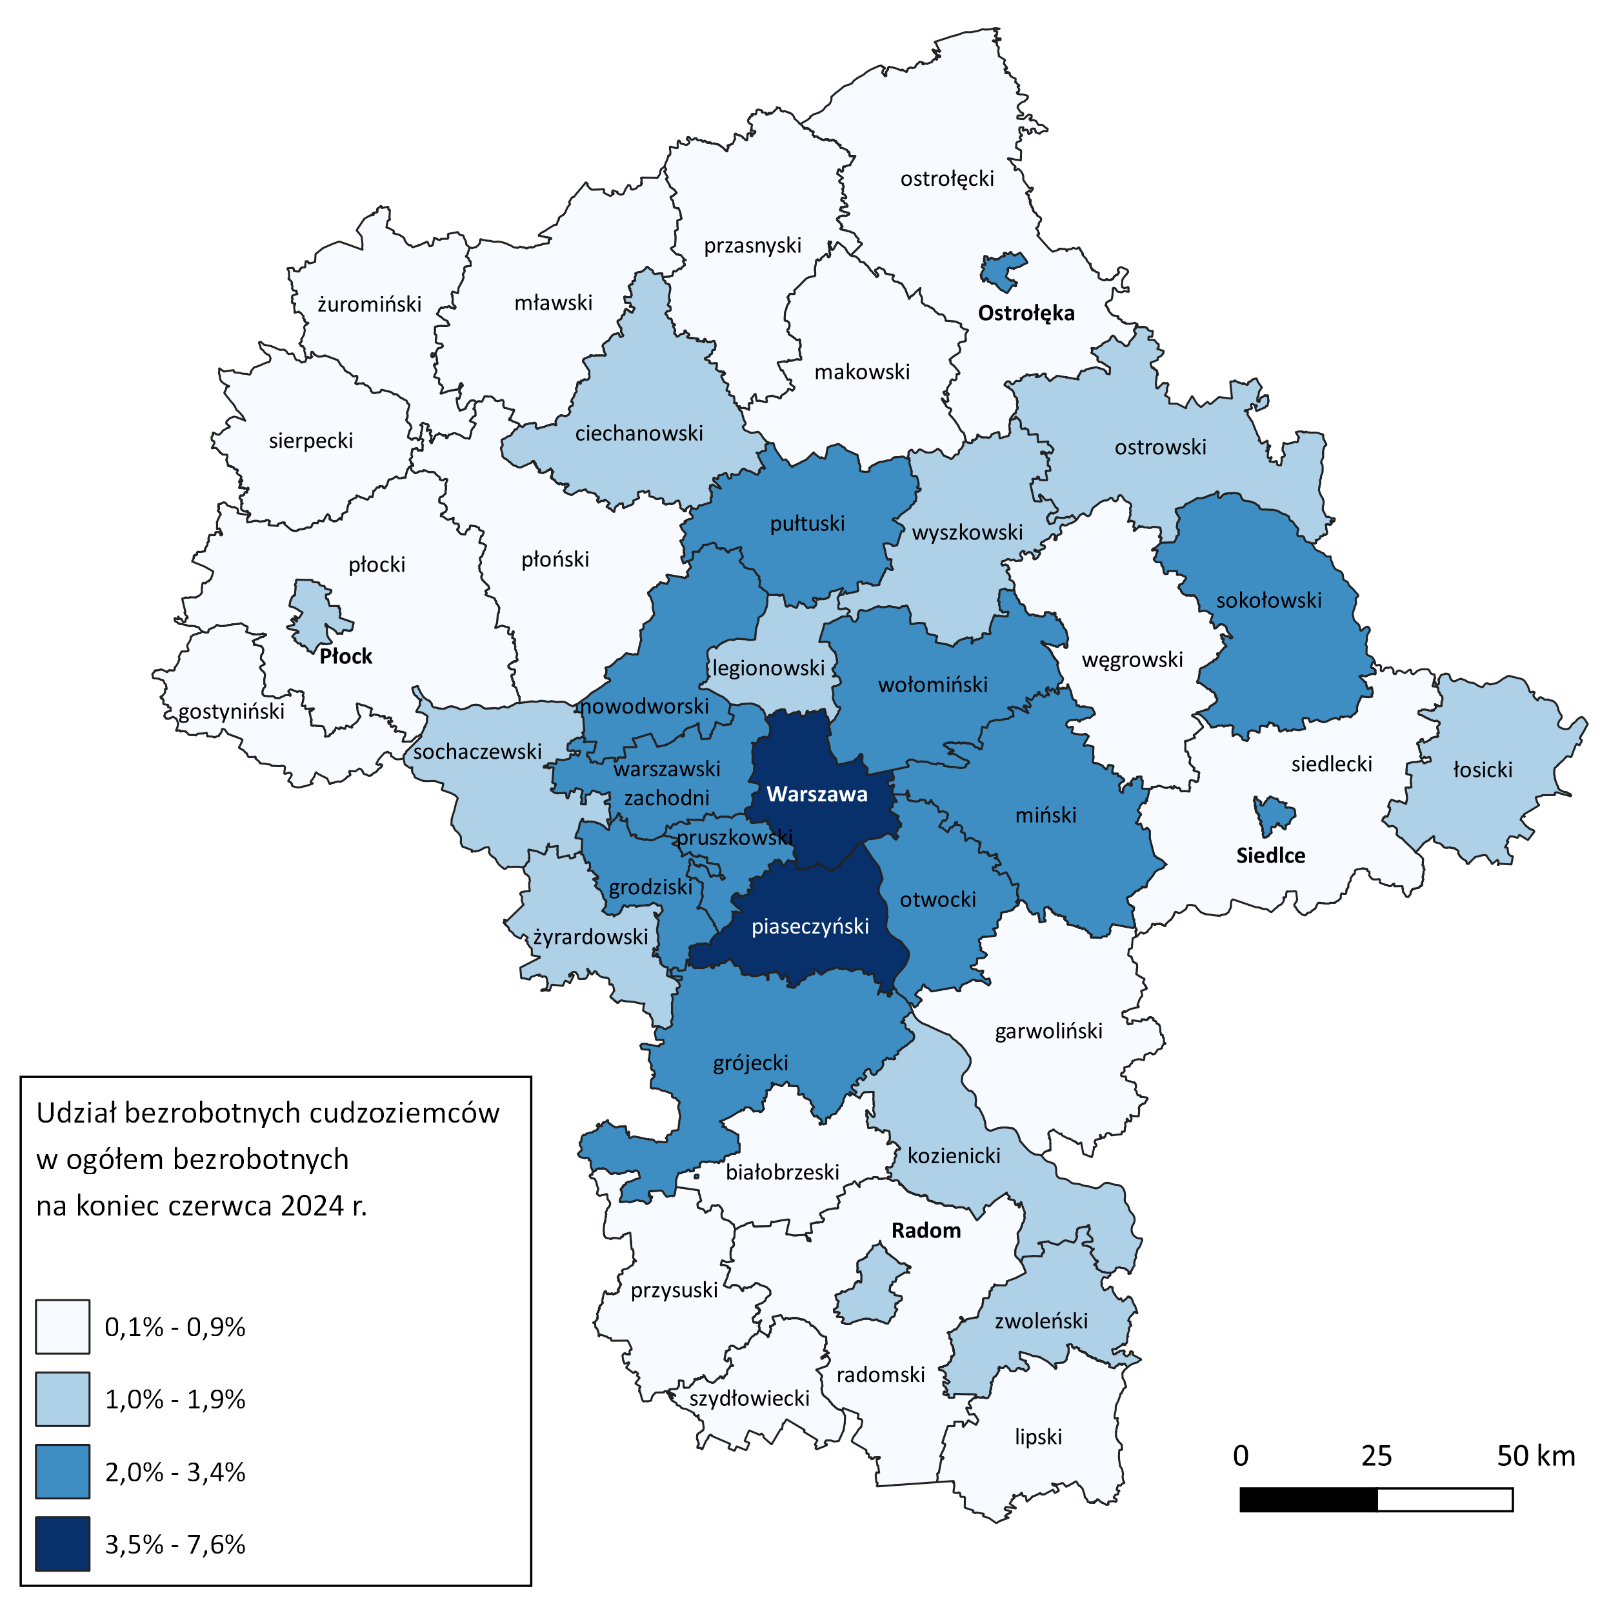 ostrołęcki
przasnyski
żuromiński
mławski
Ostrołęka
makowski
sierpecki
ciechanowski
ostrowski
pułtuski
wyszkowski
płocki
płoński
sokołowski
Płock
legionowski
węgrowski
wołomiński
gostyniński
nowodworski
sochaczewski
siedlecki
łosicki
warszawski
zachodni
Warszawa
miński
pruszkowski
Siedlce
grodziski
otwocki
piaseczyński
żyrardowski
garwoliński
grójecki
kozienicki
białobrzeski
Radom
przysuski
zwoleński
radomski
szydłowiecki
lipski
Udział bezrobotnych cudzoziemców
w ogółem bezrobotnych
na koniec czerwca 2024 r.
0,1% - 0,9%
1,0% - 1,9%
2,0% - 3,4%
3,5% - 7,6%
0 25 50 km